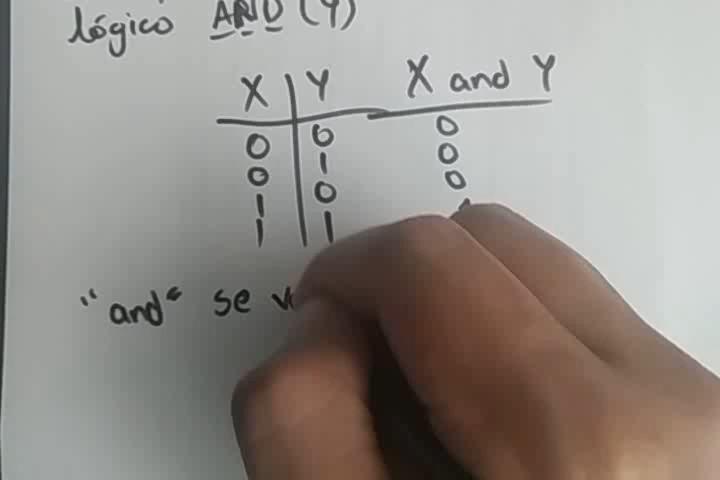 lógico AND (Y)
X Y X and Y
0 0 0
0 1 0
1 0 0
1 1
"and" se